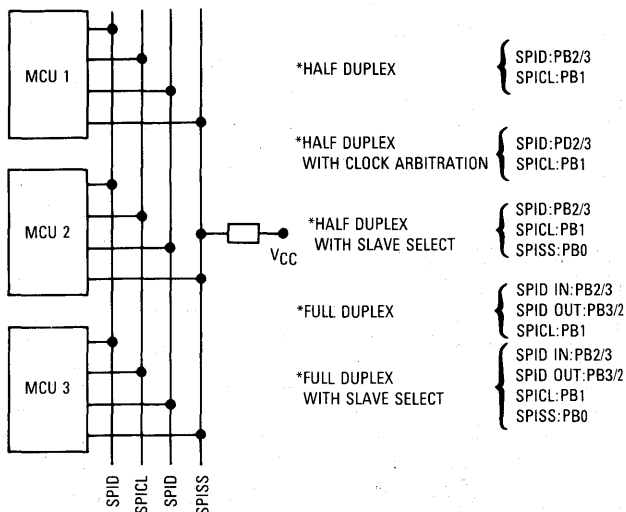 MCU 1
MCU 2
MCU 3
VCC
SPID
SPICL
SPID
SPISS
*HALF DUPLEX
SPID:PB2/3
SPICL:PB1
*HALF DUPLEX
WITH CLOCK ARBITRATION
SPID:PD2/3
SPICL:PB1
*HALF DUPLEX
WITH SLAVE SELECT
SPID:PB2/3
SPICL:PB1
SPISS:PB0
*FULL DUPLEX
SPID IN:PB2/3
SPID OUT:PB3/2
SPICL:PB1
*FULL DUPLEX
WITH SLAVE SELECT
SPID IN:PB2/3
SPID OUT:PB3/2
SPICL:PB1
SPISS:PB0